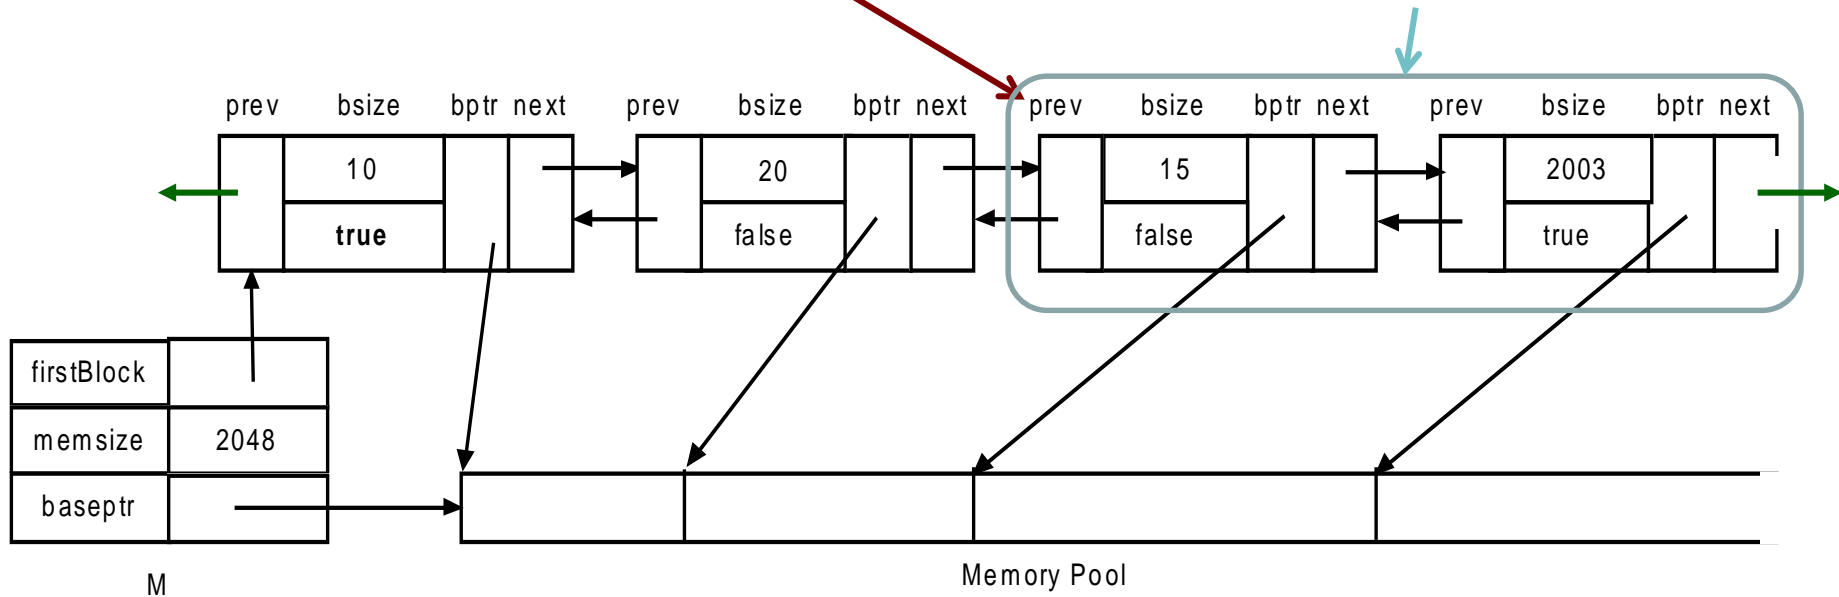 prev bsize bptr next prev bsize bptr next prev bsize bptr next prev bsize bptr next
10 20 15 2003
true false false true
firstBlock
memsize 2048
baseptr
M Memory Pool